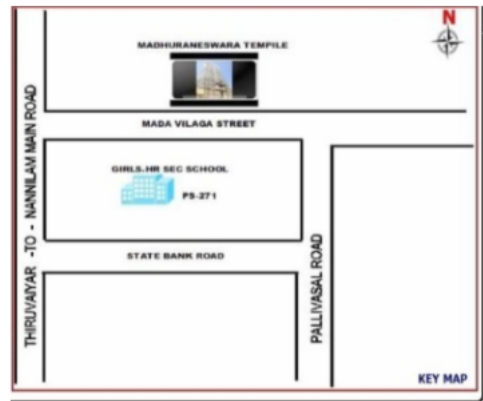 N
MADHURANESWARA TEMPILE
MADA VILAGA STREET
GIRLS.HR SEC SCHOOL
PS-271
STATE BANK ROAD
THIRUVAIYAR -TO - NANNILAM MAIN ROAD
PALLIVASAL ROAD
KEY MAP